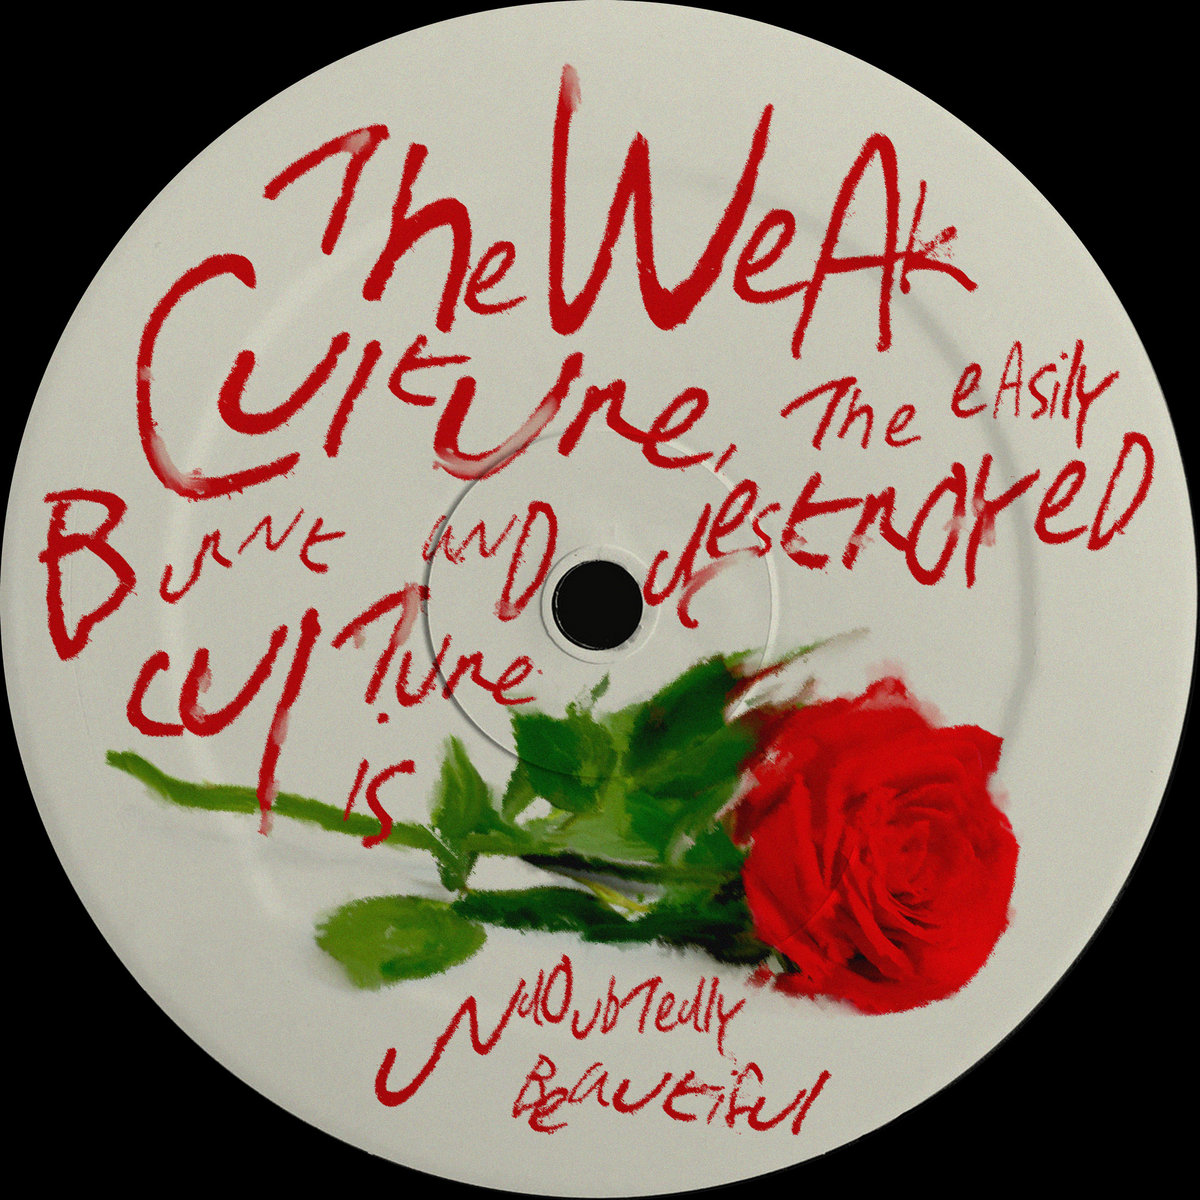 The WeAk
Culture, The eAsily
Burnt AND destroyeD
culTure
is
UNdOubTedly
BeautifUl